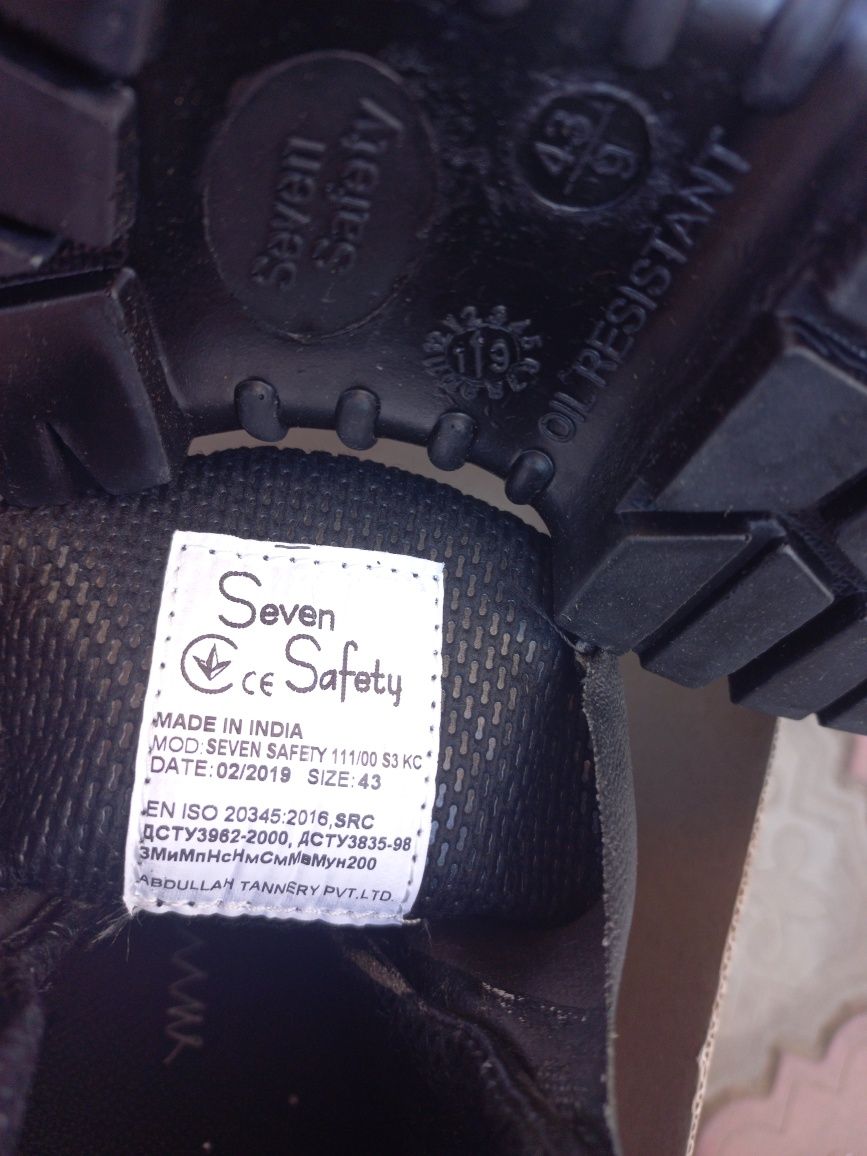 Seven
Safety
43/9
OIL RESISTANT
19
Seven
CE Safety
MADE IN INDIA
MOD: SEVEN SAFETY 111/00 S3 KC
DATE: 02/2019 SIZE: 43
EN ISO 20345:2016, SRC
ДСТУ3962-2000, ДСТУ3835-98
ЗМиМпНсНмСмМвМун200
ABDULLAH TANNERY PVT.LTD.